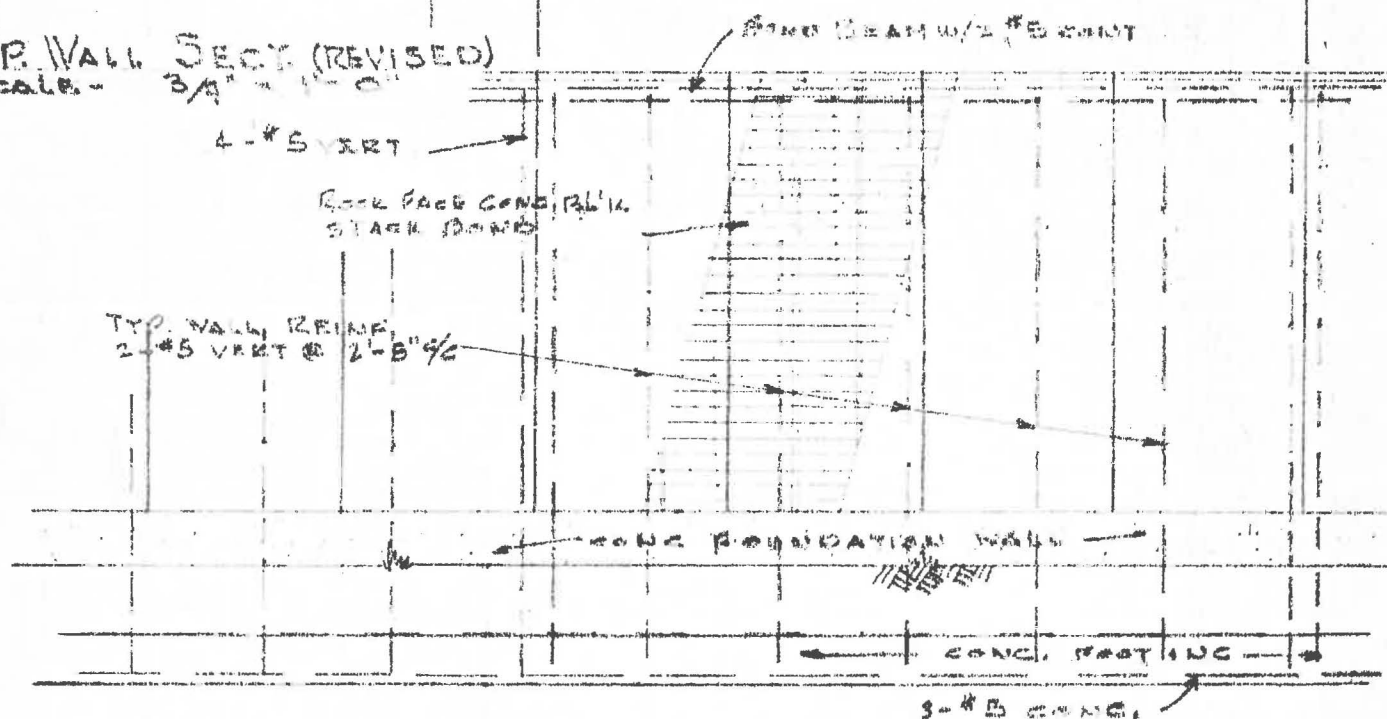 P. WALL SECT (REVISED)
SCALE - 3/4" = 1'-0"
BOND BEAM W/2 #5 CONT
4-#5 VERT
ROCK FACE CONC. BL'K
STACK BOND
TYP. WALL REINF.
2-#5 VERT @ 2'-8" c/c
CONC FOUNDATION WALL
CONC. FOOTING
3-#5